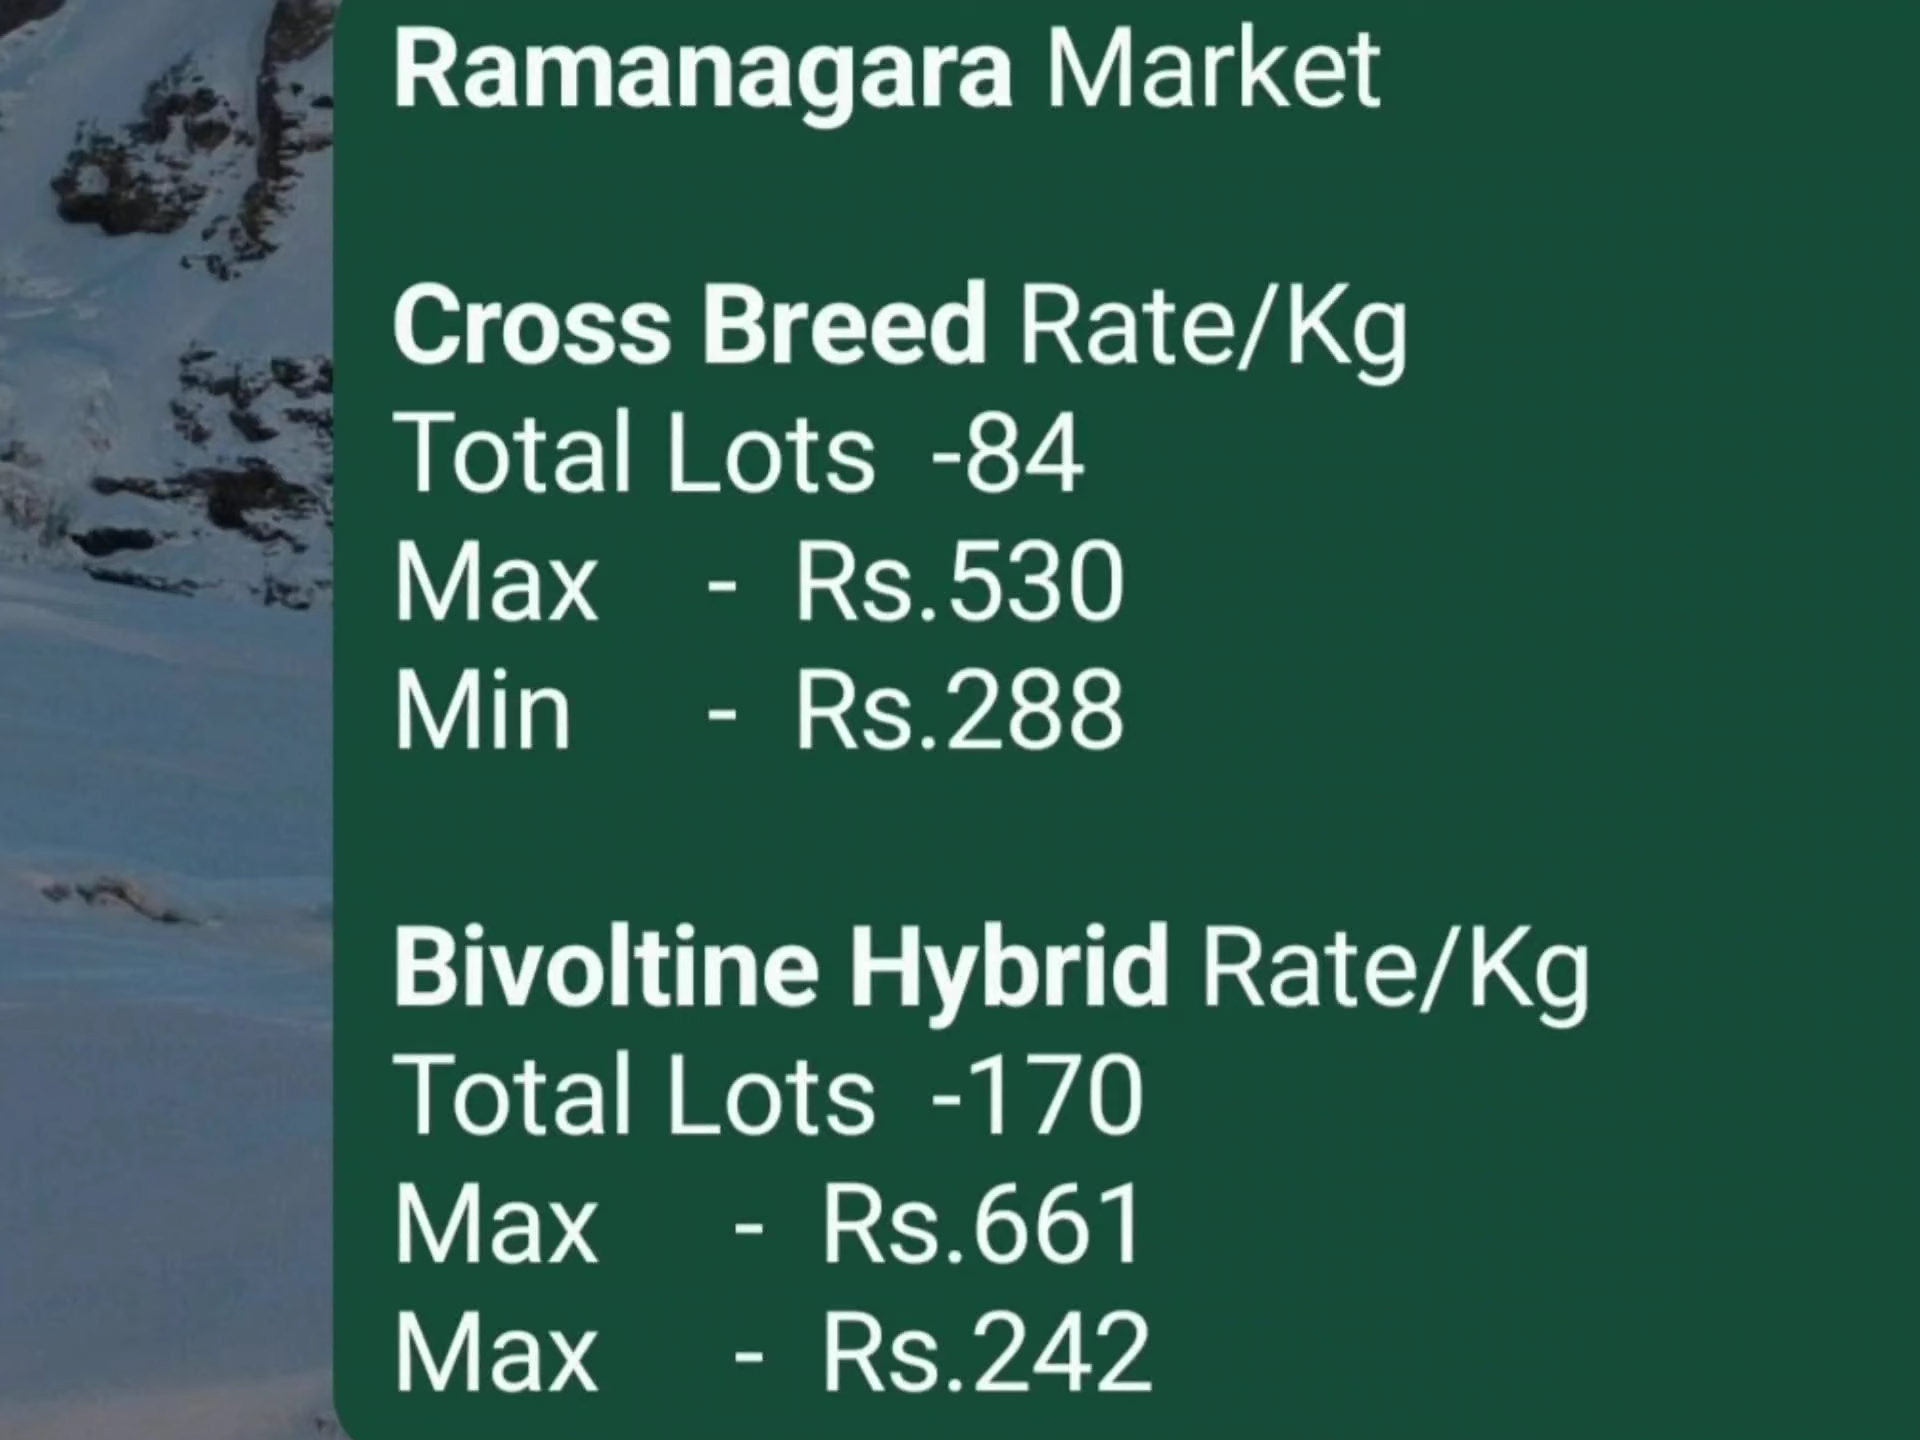 Ramanagara Market
Cross Breed Rate/Kg
Total Lots -84
Max - Rs.530
Min - Rs.288
Bivoltine Hybrid Rate/Kg
Total Lots -170
Max - Rs.661
Max - Rs.242